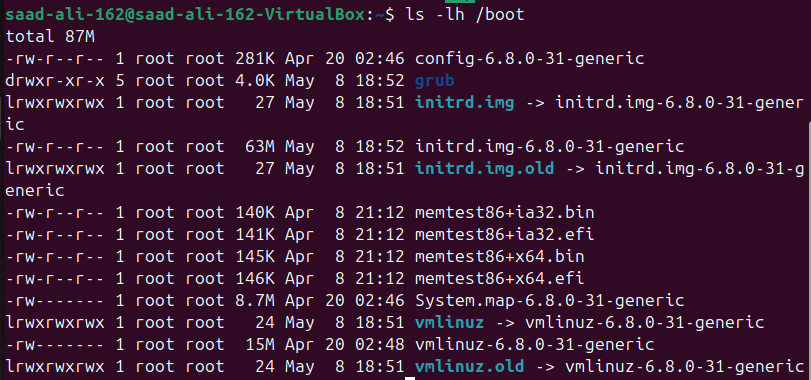 saad-ali-162@saad-ali-162-VirtualBox:~$ ls -lh /boot
total 87M
-rw-r--r-- 1 root root 281K Apr 20 02:46 config-6.8.0-31-generic
drwxr-xr-x 5 root root 4.0K May  8 18:52 grub
lrwxrwxrwx 1 root root   27 May  8 18:51 initrd.img -> initrd.img-6.8.0-31-gener
ic
-rw-r--r-- 1 root root  63M May  8 18:52 initrd.img-6.8.0-31-generic
lrwxrwxrwx 1 root root   27 May  8 18:51 initrd.img.old -> initrd.img-6.8.0-31-g
eneric
-rw-r--r-- 1 root root 140K Apr  8 21:12 memtest86+ia32.bin
-rw-r--r-- 1 root root 141K Apr  8 21:12 memtest86+ia32.efi
-rw-r--r-- 1 root root 145K Apr  8 21:12 memtest86+x64.bin
-rw-r--r-- 1 root root 146K Apr  8 21:12 memtest86+x64.efi
-rw------- 1 root root 8.7M Apr 20 02:46 System.map-6.8.0-31-generic
lrwxrwxrwx 1 root root   24 May  8 18:51 vmlinuz -> vmlinuz-6.8.0-31-generic
-rw------- 1 root root  15M Apr 20 02:48 vmlinuz-6.8.0-31-generic
lrwxrwxrwx 1 root root   24 May  8 18:51 vmlinuz.old -> vmlinuz-6.8.0-31-generic